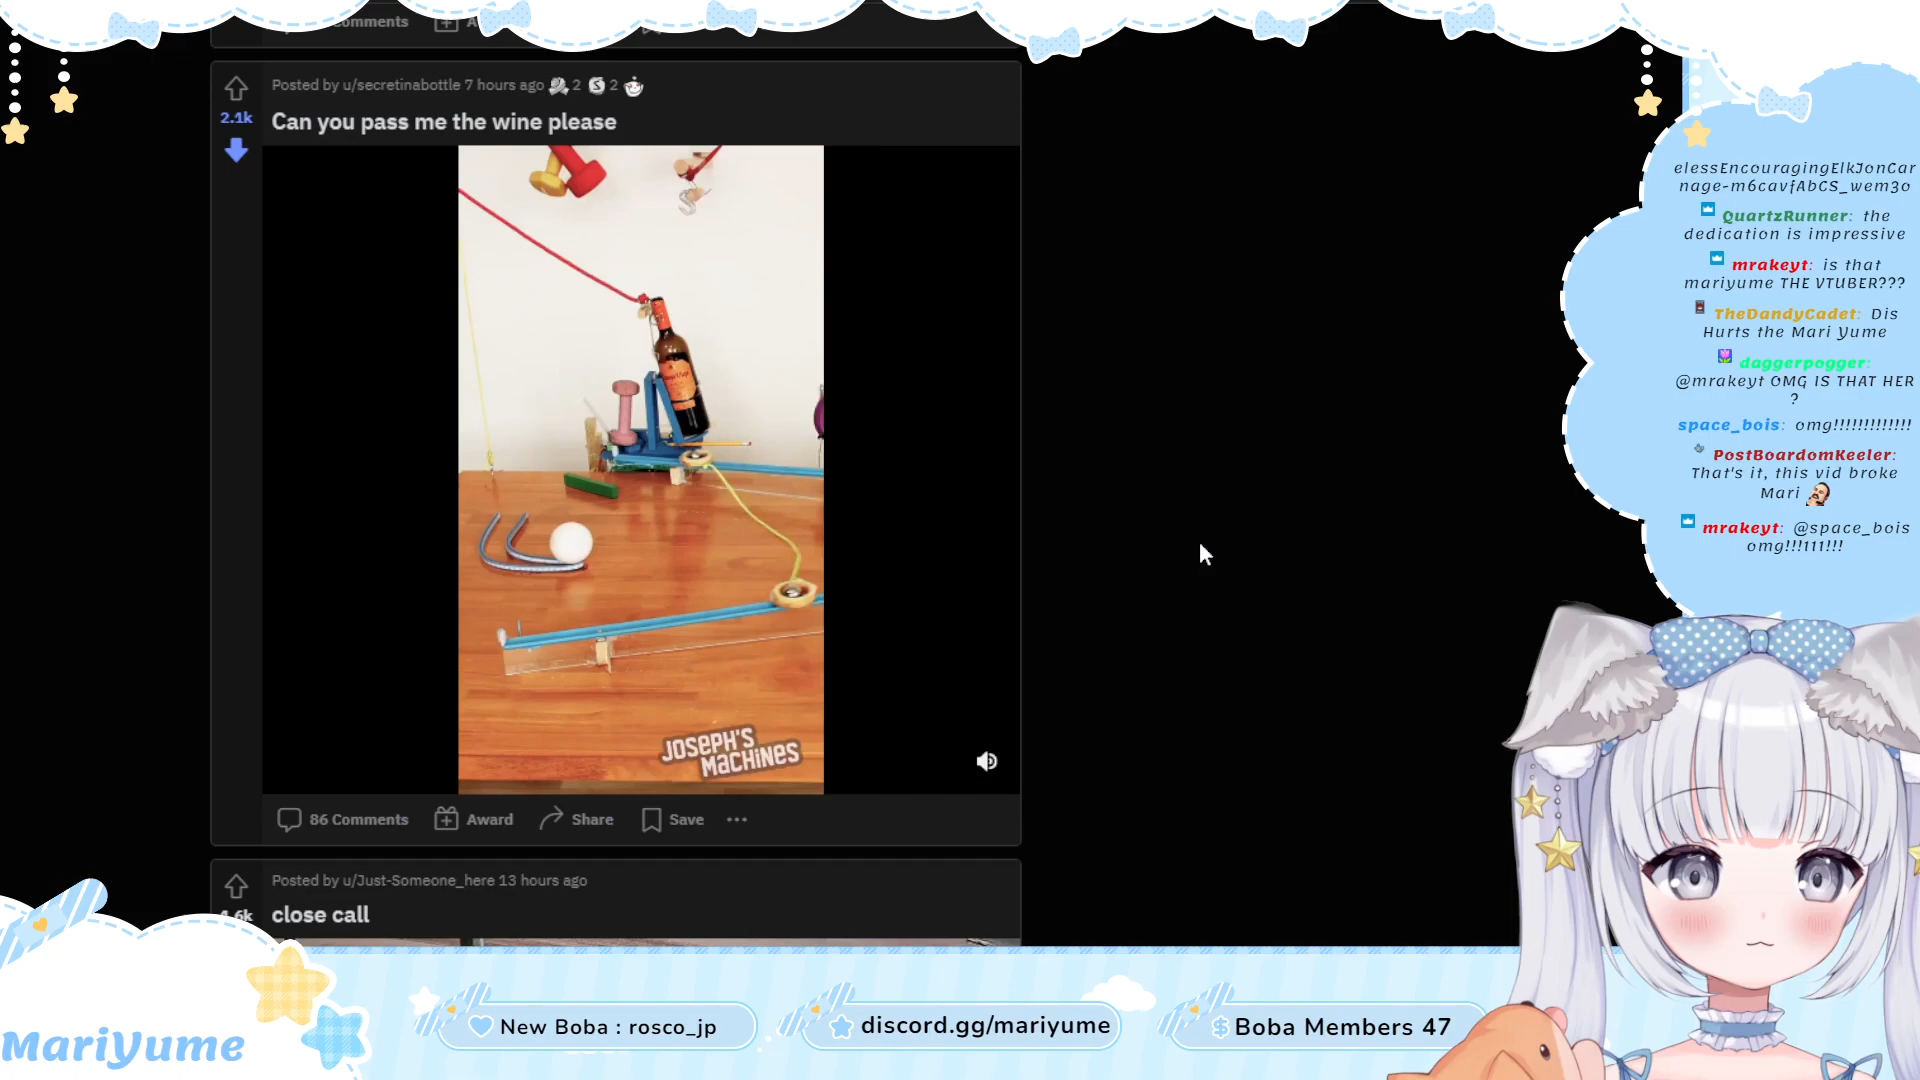 Comments
Posted by u/secretinabottle 7 hours ago 2 2
2.1k
Can you pass me the wine please
JOSEPH'S
MACHINES
86 Comments Award Share Save
Posted by u/Just-Someone_here 13 hours ago
close call
elessEncouragingElkJonCar
nage-m6cavfAbCS_wem3o
QuartzRunner: the
dedication is impressive
mrakeyt: is that
mariyume THE VTUBER???
TheDandyCadet: Dis
Hurts the Mari Yume
daggerpogger:
@mrakeyt OMG IS THAT HER
?
space_bois: omg!!!!!!!!!!!!!
PostBoardomKeeler:
That's it, this vid broke
Mari
mrakeyt: @space_bois
omg!!!111!!!
MariYume
New Boba : rosco_jp
discord.gg/mariyume
Boba Members 47